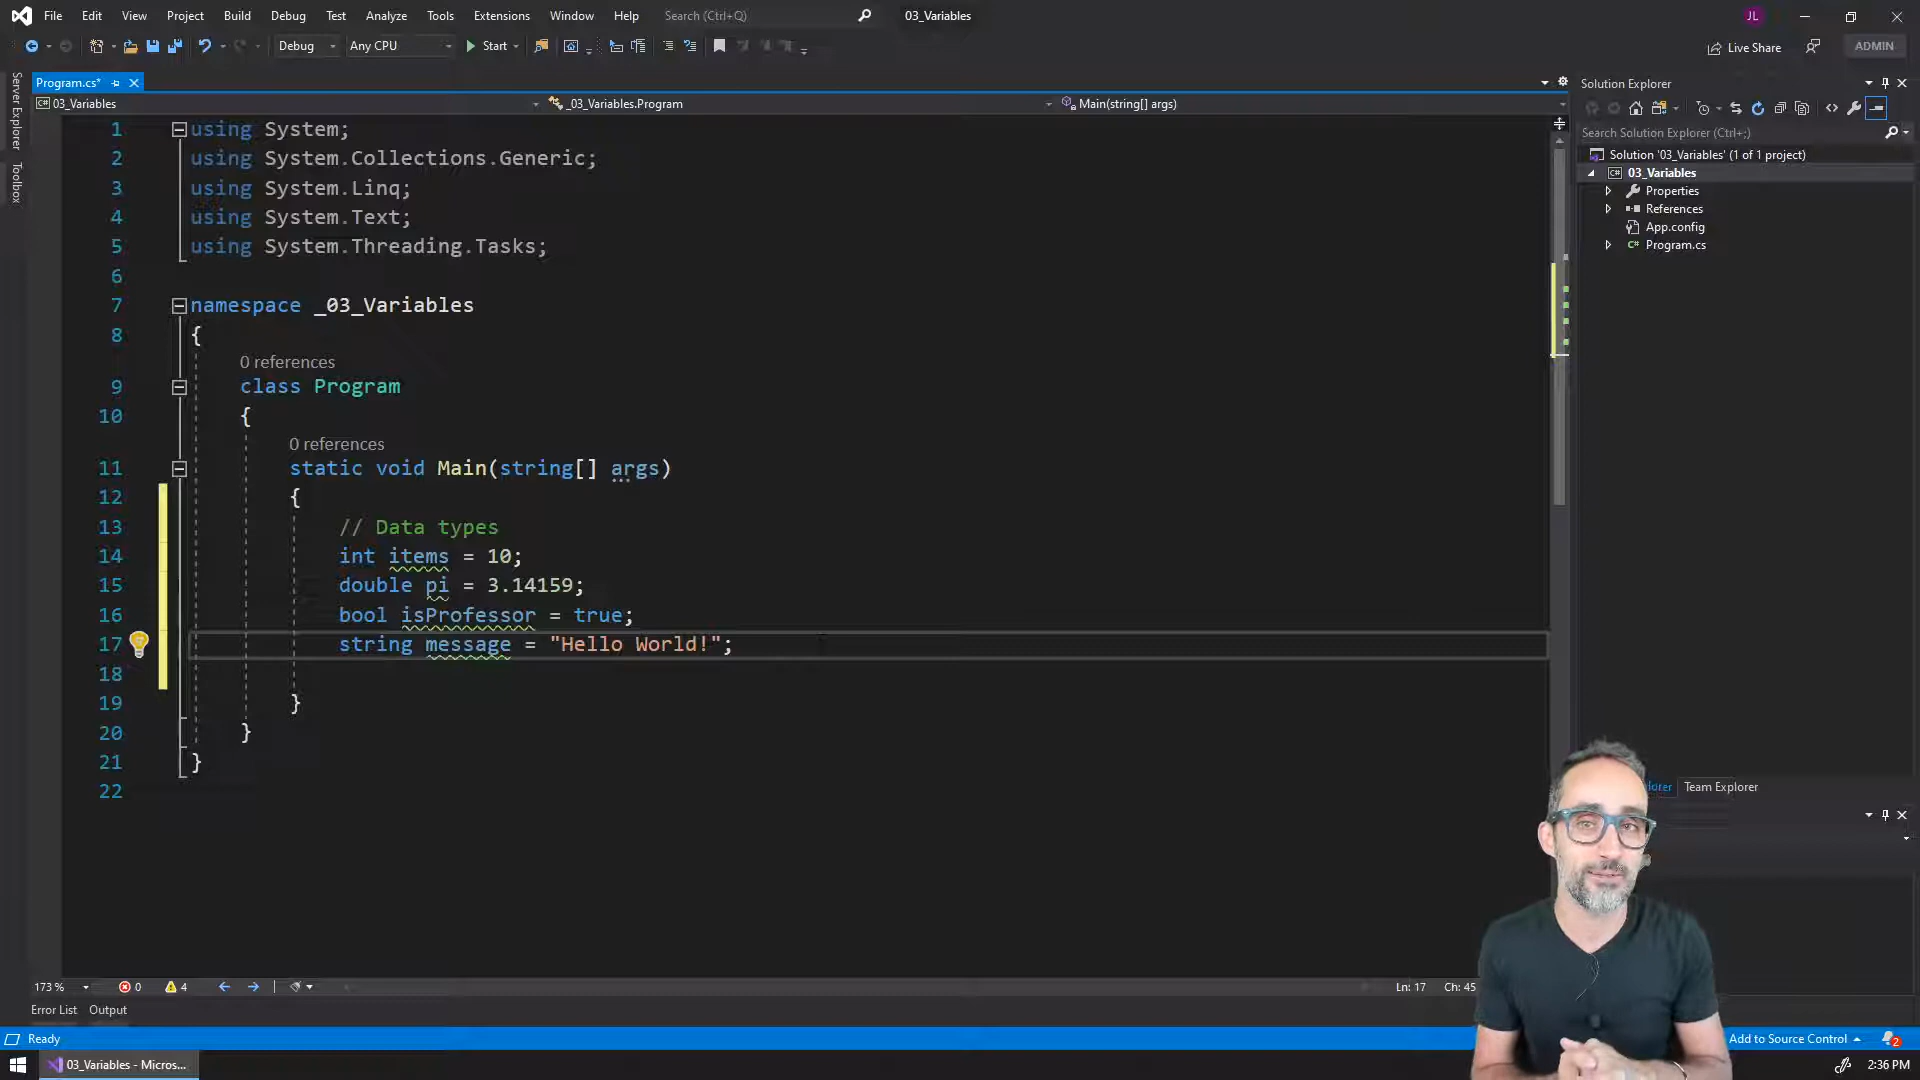 File Edit View Project Build Debug Test Analyze Tools Extensions Window Help Search (Ctrl+Q) 03_Variables JL
Debug Any CPU Start Live Share ADMIN
Server Explorer
Toolbox
Program.cs*
03_Variables _03_Variables.Program Main(string[] args)
1 using System;
2 using System.Collections.Generic;
3 using System.Linq;
4 using System.Text;
5 using System.Threading.Tasks;
6
7 namespace _03_Variables
8 {
0 references
9 class Program
10 {
0 references
11 static void Main(string[] args)
12 {
13 // Data types
14 int items = 10;
15 double pi = 3.14159;
16 bool isProfessor = true;
17 string message = "Hello World!";
18
19 }
20 }
21 }
22
Solution Explorer
Search Solution Explorer (Ctrl+;)
Solution '03_Variables' (1 of 1 project)
C# 03_Variables
Properties
References
App.config
C# Program.cs
Team Explorer
173 % 0 4 Ln: 17 Ch: 45
Error List Output
Ready Add to Source Control 2
03_Variables - Micros... 2:36 PM